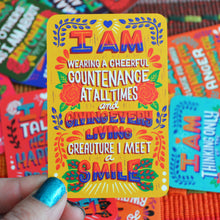 I AM
WEARING A CHEERFUL
COUNTENANCE
AT ALL TIMES
and
GIVING EVERY
LIVING
CREATURE I MEET
a
SMILE
I AM
THINKING ONLY